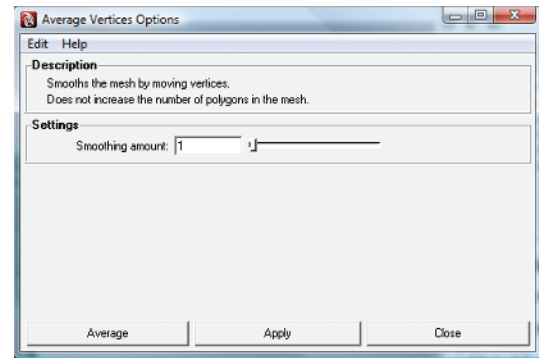 Average Vertices Options
Edit Help
Description
Smooths the mesh by moving vertices.
Does not increase the number of polygons in the mesh.
Settings
Smoothing amount: 1
Average Apply Close